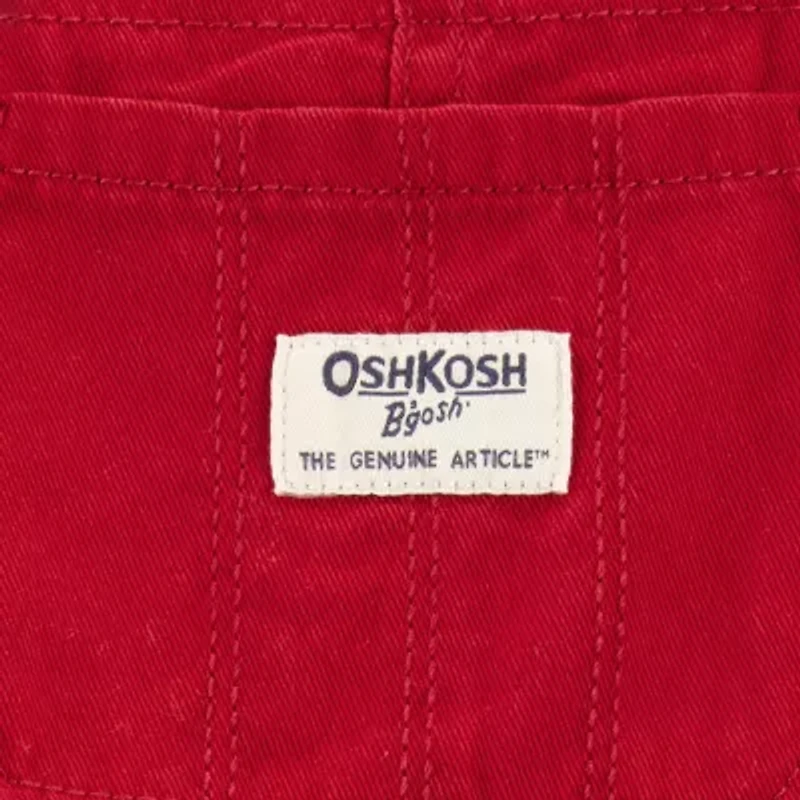 OSHKOSH
B'gosh.
THE GENUINE ARTICLE™